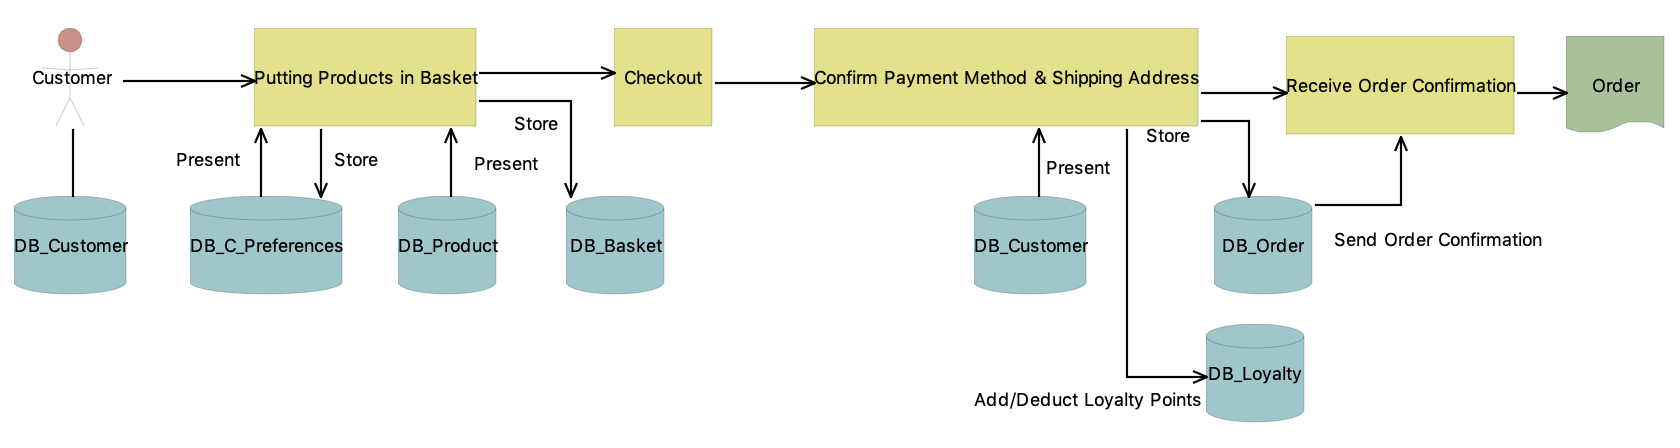 Customer
Putting Products in Basket
Checkout
Confirm Payment Method & Shipping Address
Receive Order Confirmation
Order
Store
Store
Present
Store
Present
Present
DB_Customer
DB_C_Preferences
DB_Product
DB_Basket
DB_Customer
DB_Order
Send Order Confirmation
DB_Loyalty
Add/Deduct Loyalty Points